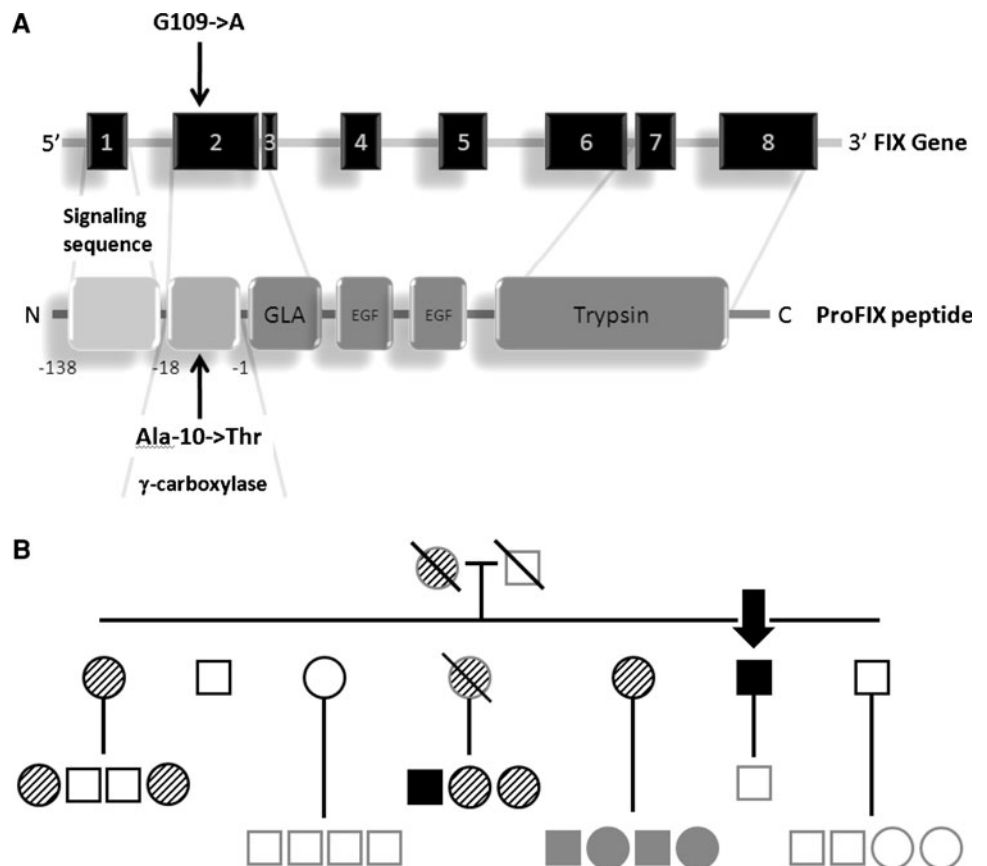 A
G109->A
5’ 1 2 3 4 5 6 7 8 3’ FIX Gene
Signaling
sequence
N GLA EGF EGF Trypsin C ProFIX peptide
-138 -18 -1
Ala-10->Thr
γ-carboxylase
B